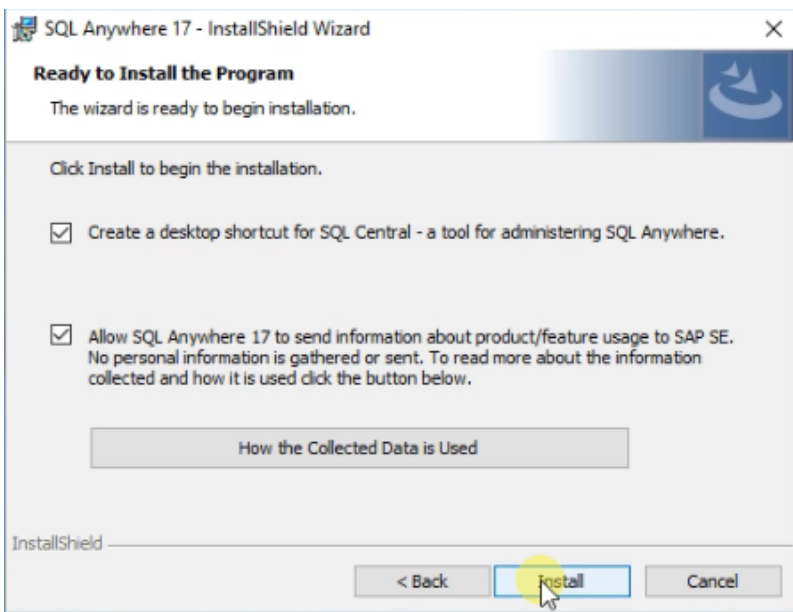 SQL Anywhere 17 - InstallShield Wizard
Ready to Install the Program
The wizard is ready to begin installation.
Click Install to begin the installation.
Create a desktop shortcut for SQL Central - a tool for administering SQL Anywhere.
Allow SQL Anywhere 17 to send information about product/feature usage to SAP SE.
No personal information is gathered or sent. To read more about the information
collected and how it is used click the button below.
How the Collected Data is Used
InstallShield
< Back
Install
Cancel